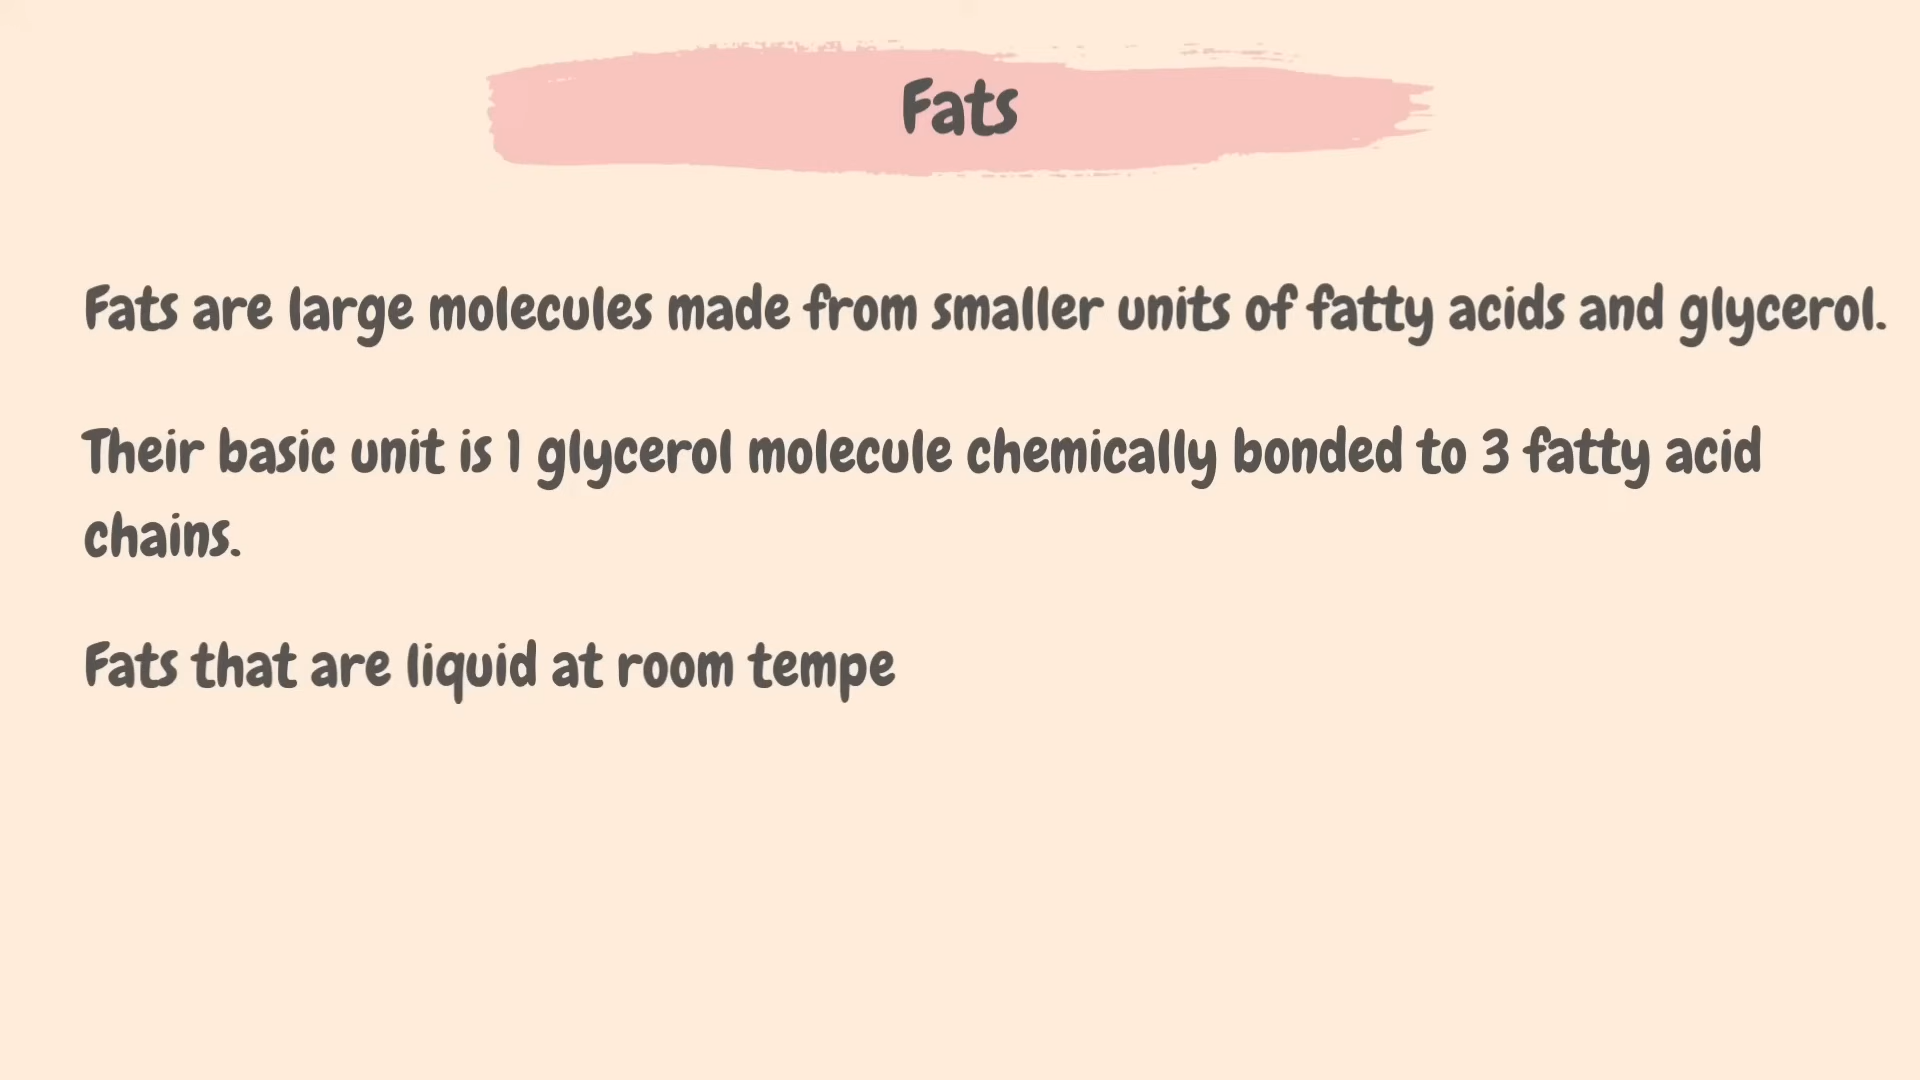 Fats
Fats are large molecules made from smaller units of fatty acids and glycerol.
Their basic unit is 1 glycerol molecule chemically bonded to 3 fatty acid
chains.
Fats that are liquid at room tempe